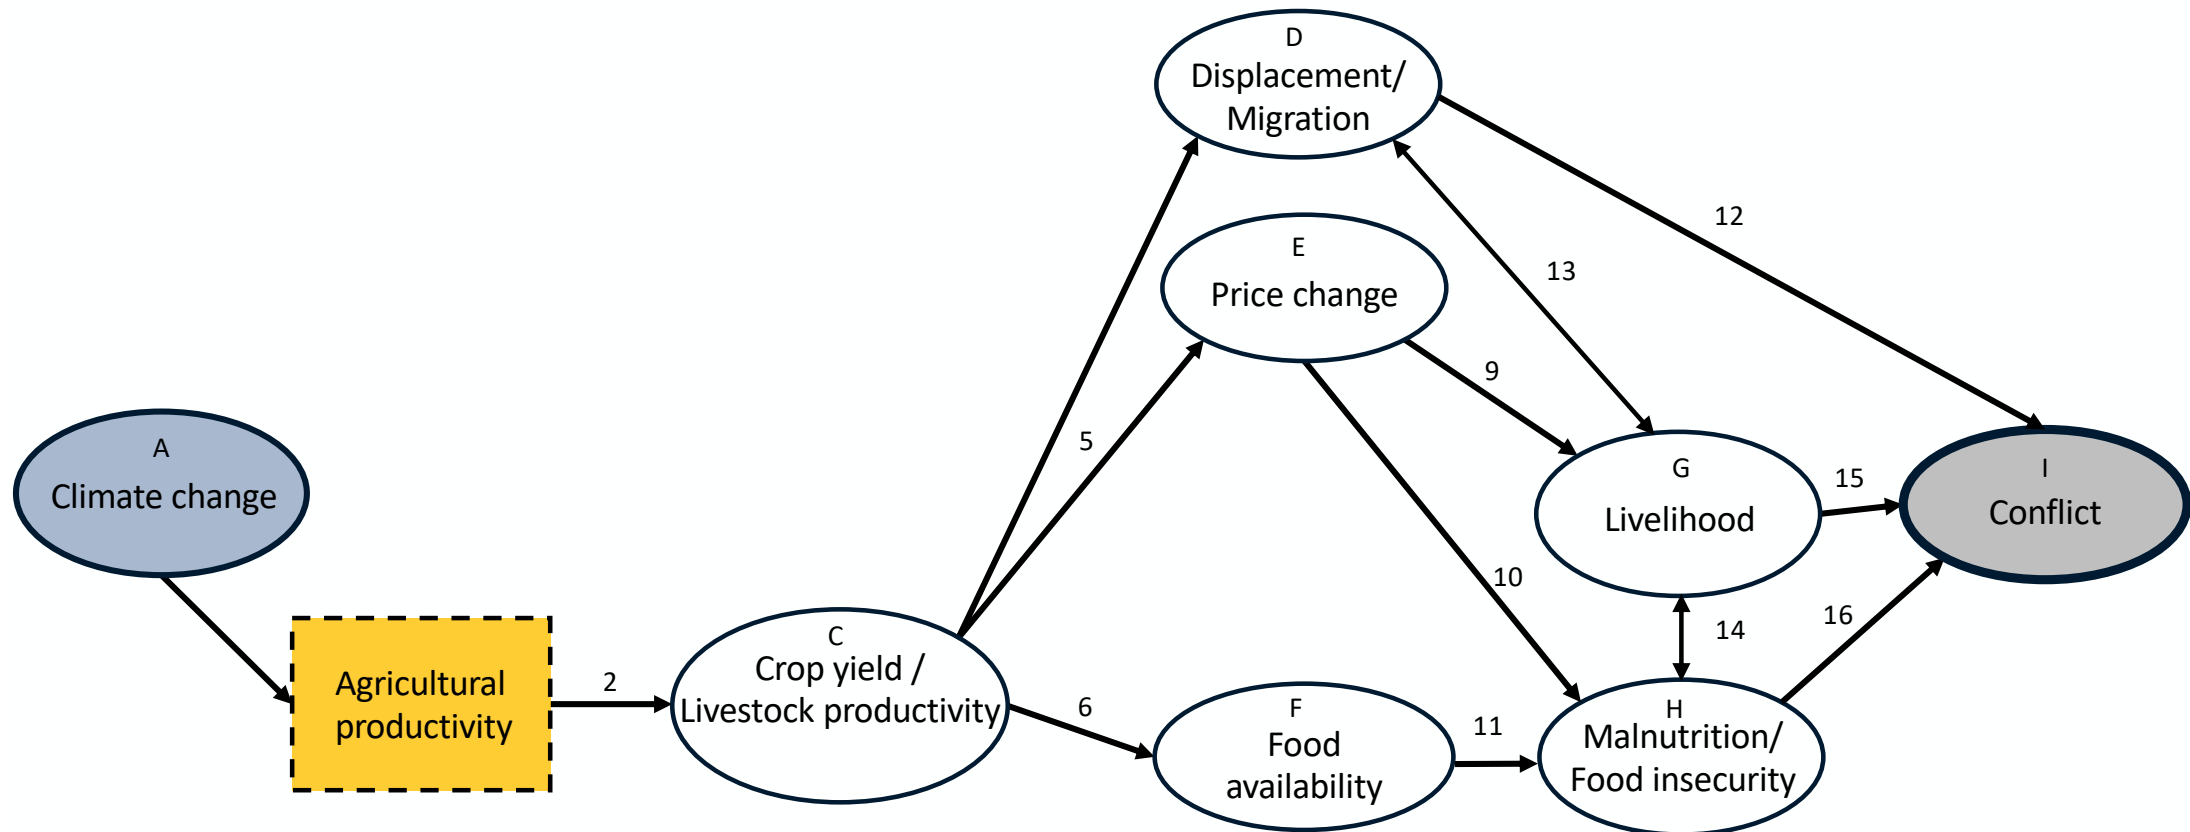 D
Displacement/
Migration
12
E
Price change
13
9
5
A
Climate change
G
Livelihood
15
I
Conflict
10
14
16
Agricultural
productivity
2
C
Crop yield /
Livestock productivity
6
F
Food
availability
11
H
Malnutrition/
Food insecurity